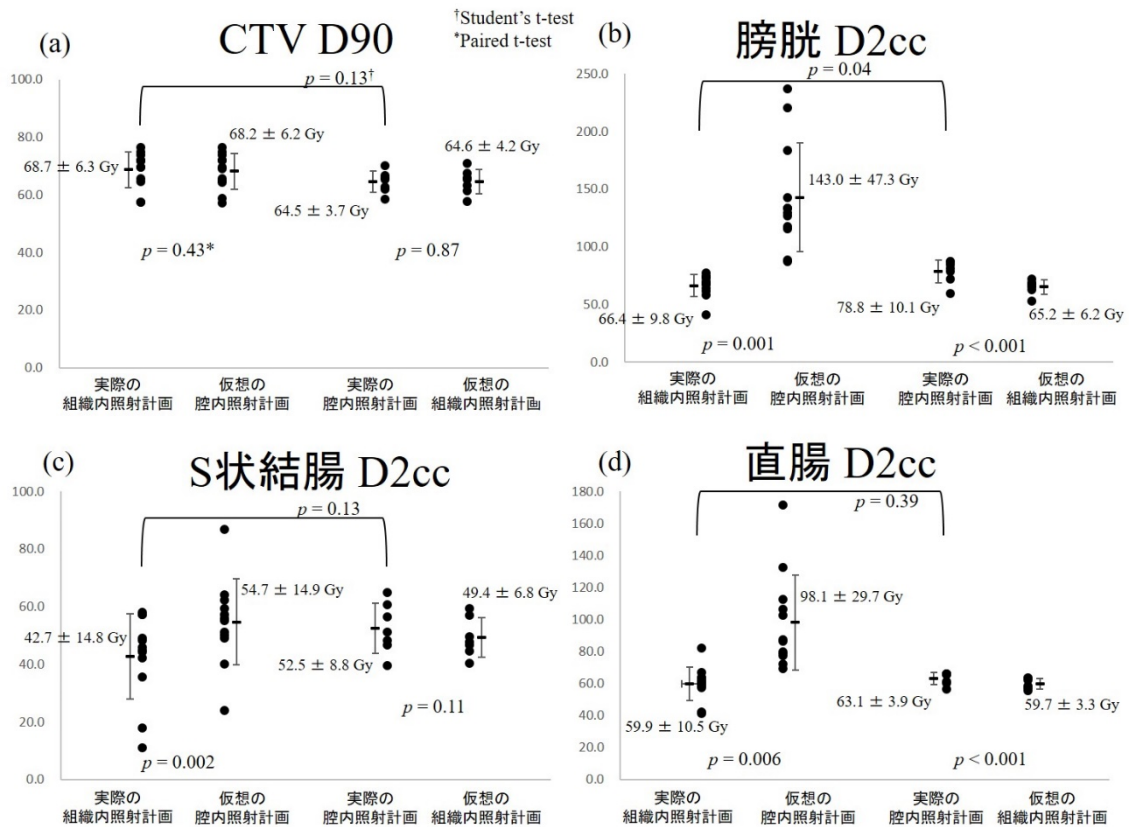 (a)
CTV D90
†Student's t-test
*Paired t-test
100.0
80.0
60.0
40.0
20.0
0.0
p = 0.13†
68.7 ± 6.3 Gy
68.2 ± 6.2 Gy
64.5 ± 3.7 Gy
64.6 ± 4.2 Gy
p = 0.43*
p = 0.87
実際の
組織内照射計画
仮想の
腔内照射計画
実際の
腔内照射計画
仮想の
組織内照射計画
(b)
膀胱 D2cc
250.0
200.0
150.0
100.0
50.0
0.0
p = 0.04
66.4 ± 9.8 Gy
143.0 ± 47.3 Gy
78.8 ± 10.1 Gy
65.2 ± 6.2 Gy
p = 0.001
p < 0.001
実際の
組織内照射計画
仮想の
腔内照射計画
実際の
腔内照射計画
仮想の
組織内照射計画
(c)
S状結腸 D2cc
100.0
80.0
60.0
40.0
20.0
0.0
p = 0.13
42.7 ± 14.8 Gy
54.7 ± 14.9 Gy
52.5 ± 8.8 Gy
49.4 ± 6.8 Gy
p = 0.002
p = 0.11
実際の
組織内照射計画
仮想の
腔内照射計画
実際の
腔内照射計画
仮想の
組織内照射計画
(d)
直腸 D2cc
180.0
160.0
140.0
120.0
100.0
80.0
60.0
40.0
20.0
0.0
p = 0.39
59.9 ± 10.5 Gy
98.1 ± 29.7 Gy
63.1 ± 3.9 Gy
59.7 ± 3.3 Gy
p = 0.006
p < 0.001
実際の
組織内照射計画
仮想の
腔内照射計画
実際の
腔内照射計画
仮想の
組織内照射計画